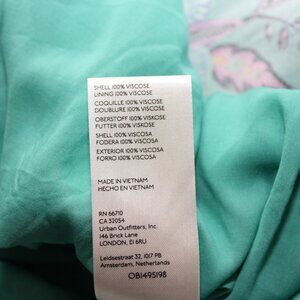 SHELL 100% VISCOSE
LINING 100% VISCOSE
COQUILLE 100% VISCOSE
DOUBLURE 100% VISCOSE
OBERSTOFF 100% VISKOSE
FUTTER 100% VISKOSE
SHELL 100% VISCOSA
FODERA 100% VISCOSA
EXTERIOR 100% VISCOSA
FORRO 100% VISCOSA
MADE IN VIETNAM
HECHO EN VIETNAM
RN 66710
CA 32054
Urban Outfitters, Inc.
146 Brick Lane
LONDON, E1 6RU
Leidsestraat 32, 1017 PB
Amsterdam, Netherlands
OB1495198